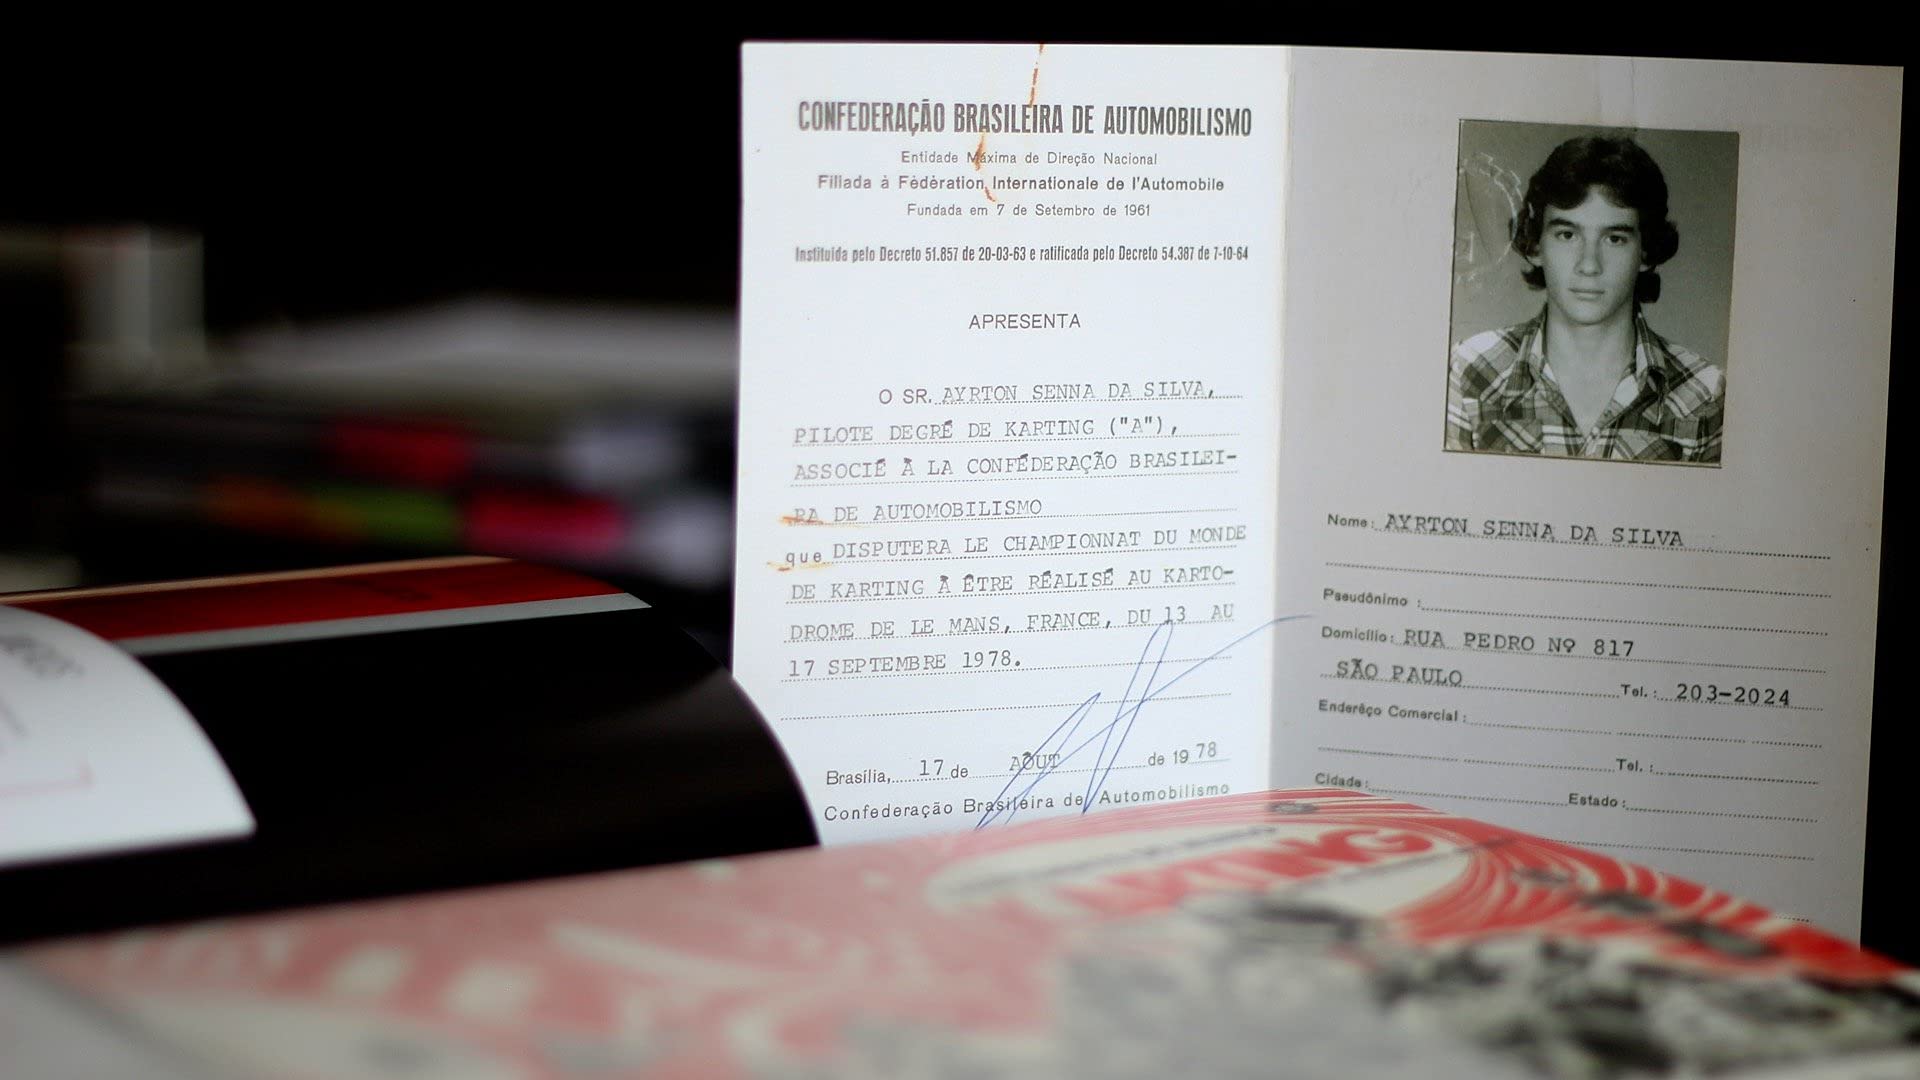 CONFEDERAÇÃO BRASILEIRA DE AUTOMOBILISMO
Entidade Máxima de Direção Nacional
Filiada à Fédération Internationale de l'Automobile
Fundada em 7 de Setembro de 1961
Instituida pelo Decreto 51.857 de 20-03-63 e ratificada pelo Decreto 54.387 de 7-10-64
APRESENTA
O SR. AYRTON SENNA DA SILVA,
PILOTE DEGRÉ DE KARTING ("A"),
ASSOCIÉ À LA CONFÉDERAÇÃO BRASILEI-
RA DE AUTOMOBILISMO
que DISPUTERA LE CHAMPIONNAT DU MONDE
DE KARTING À ÊTRE RÉALISÉ AU KARTO-
DROME DE LE MANS, FRANCE, DU 13 AU
17 SEPTEMBRE 1978.
Brasília, 17 de AÔUT de 1978
Confederação Brasileira de Automobilismo
Nome: AYRTON SENNA DA SILVA
Pseudônimo :
Domicílio: RUA PEDRO Nº 817
SÃO PAULO Tel. : 203-2024
Enderêço Comercial :
Tel. :
Cidade: Estado :
KARTING